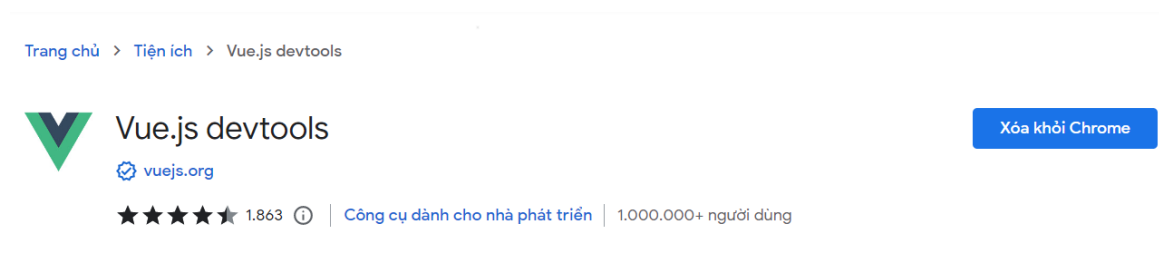 Trang chủ > Tiện ích > Vue.js devtools
Vue.js devtools
Xóa khỏi Chrome
vuejs.org
1.863 Công cụ dành cho nhà phát triển 1.000.000+ người dùng